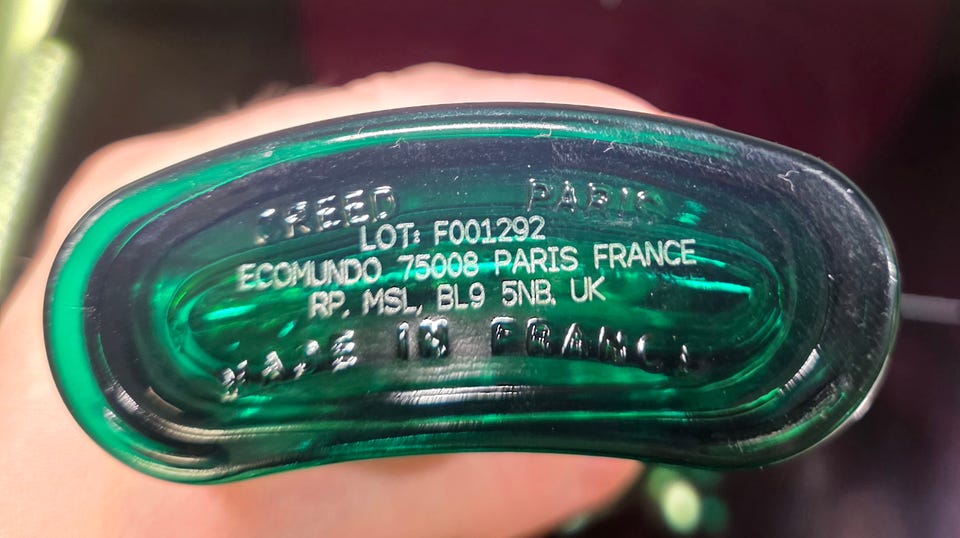 CREED PARIS
LOT: F001292
ECOMUNDO 75008 PARIS FRANCE
RP, MSL, BL9 5NB, UK
MADE IN FRANCE